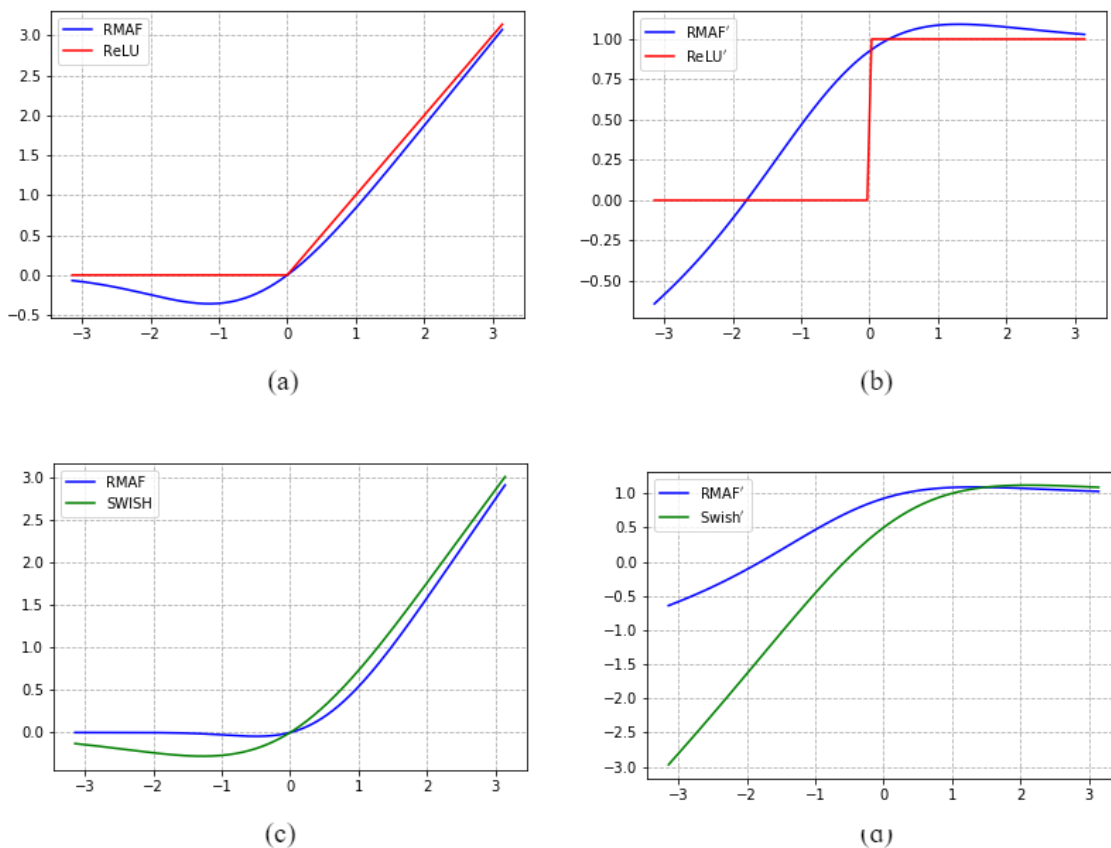 RMAF
ReLU
3.0
2.5
2.0
1.5
1.0
0.5
0.0
−0.5
−3 −2 −1 0 1 2 3
(a)
RMAF′
ReLU′
1.00
0.75
0.50
0.25
0.00
−0.25
−0.50
−3 −2 −1 0 1 2 3
(b)
RMAF
SWISH
3.0
2.5
2.0
1.5
1.0
0.5
0.0
−3 −2 −1 0 1 2 3
(c)
RMAF′
Swish′
1.0
0.5
0.0
−0.5
−1.0
−1.5
−2.0
−2.5
−3.0
−3 −2 −1 0 1 2 3
(d)